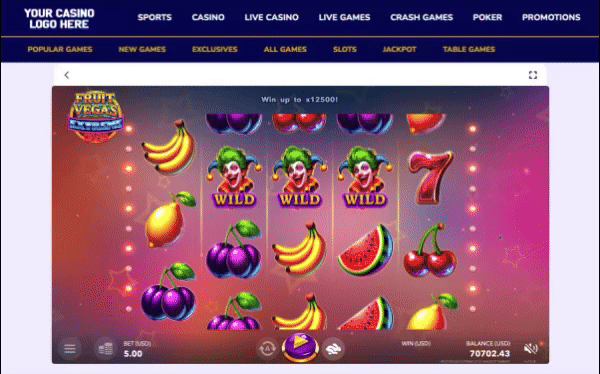 YOUR CASINO
LOGO HERE
SPORTS CASINO LIVE CASINO LIVE GAMES CRASH GAMES POKER PROMOTIONS
POPULAR GAMES NEW GAMES EXCLUSIVES ALL GAMES SLOTS JACKPOT TABLE GAMES
FRUIT
VEGAS
EXTREME
Win up to x12500!
WILD WILD WILD
7
BET (USD)
5.00
A
WIN (USD)
BALANCE (USD)
70702.43